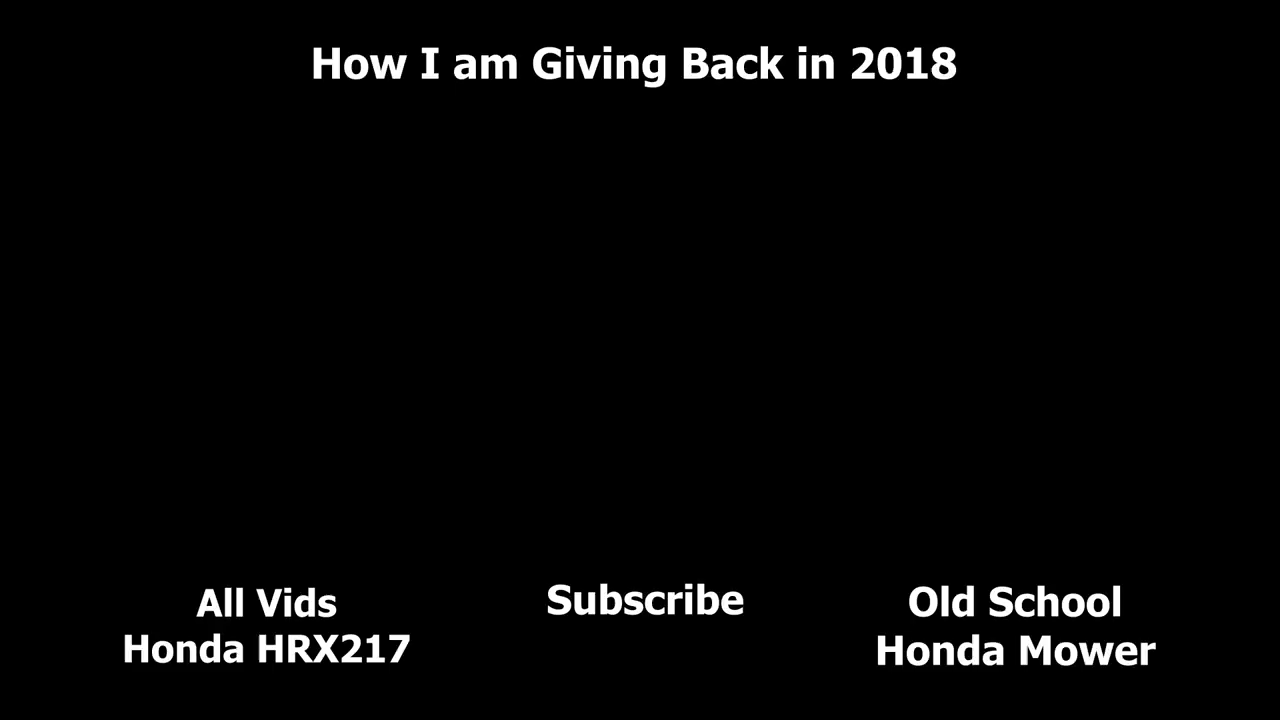 How I am Giving Back in 2018
All Vids
Honda HRX217
Subscribe
Old School
Honda Mower